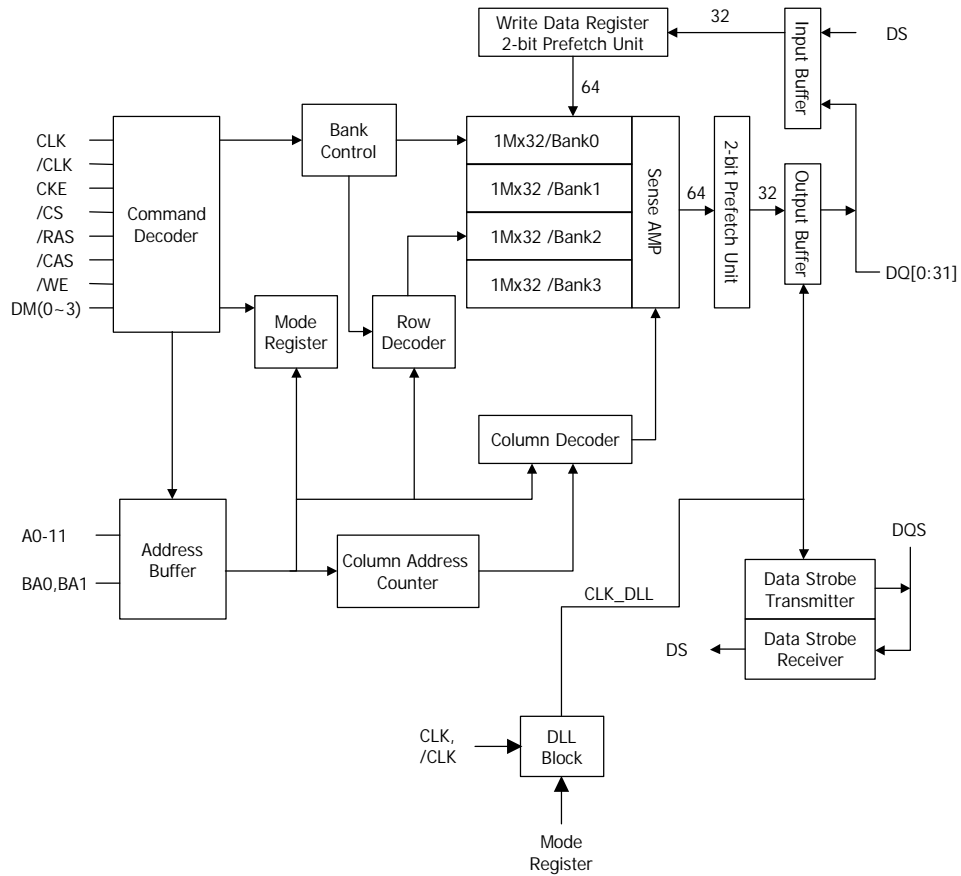 Write Data Register
2-bit Prefetch Unit
32
Input Buffer
DS
64
CLK
/CLK
CKE
/CS
/RAS
/CAS
/WE
DM(0~3)
Command
Decoder
Bank
Control
1Mx32/Bank0
1Mx32 /Bank1
1Mx32 /Bank2
1Mx32 /Bank3
Sense AMP
64
2-bit Prefetch Unit
32
Output Buffer
DQ[0:31]
Mode
Register
Row
Decoder
Column Decoder
A0-11
BA0,BA1
Address
Buffer
Column Address
Counter
CLK_DLL
DQS
Data Strobe
Transmitter
Data Strobe
Receiver
DS
CLK,
/CLK
DLL
Block
Mode
Register